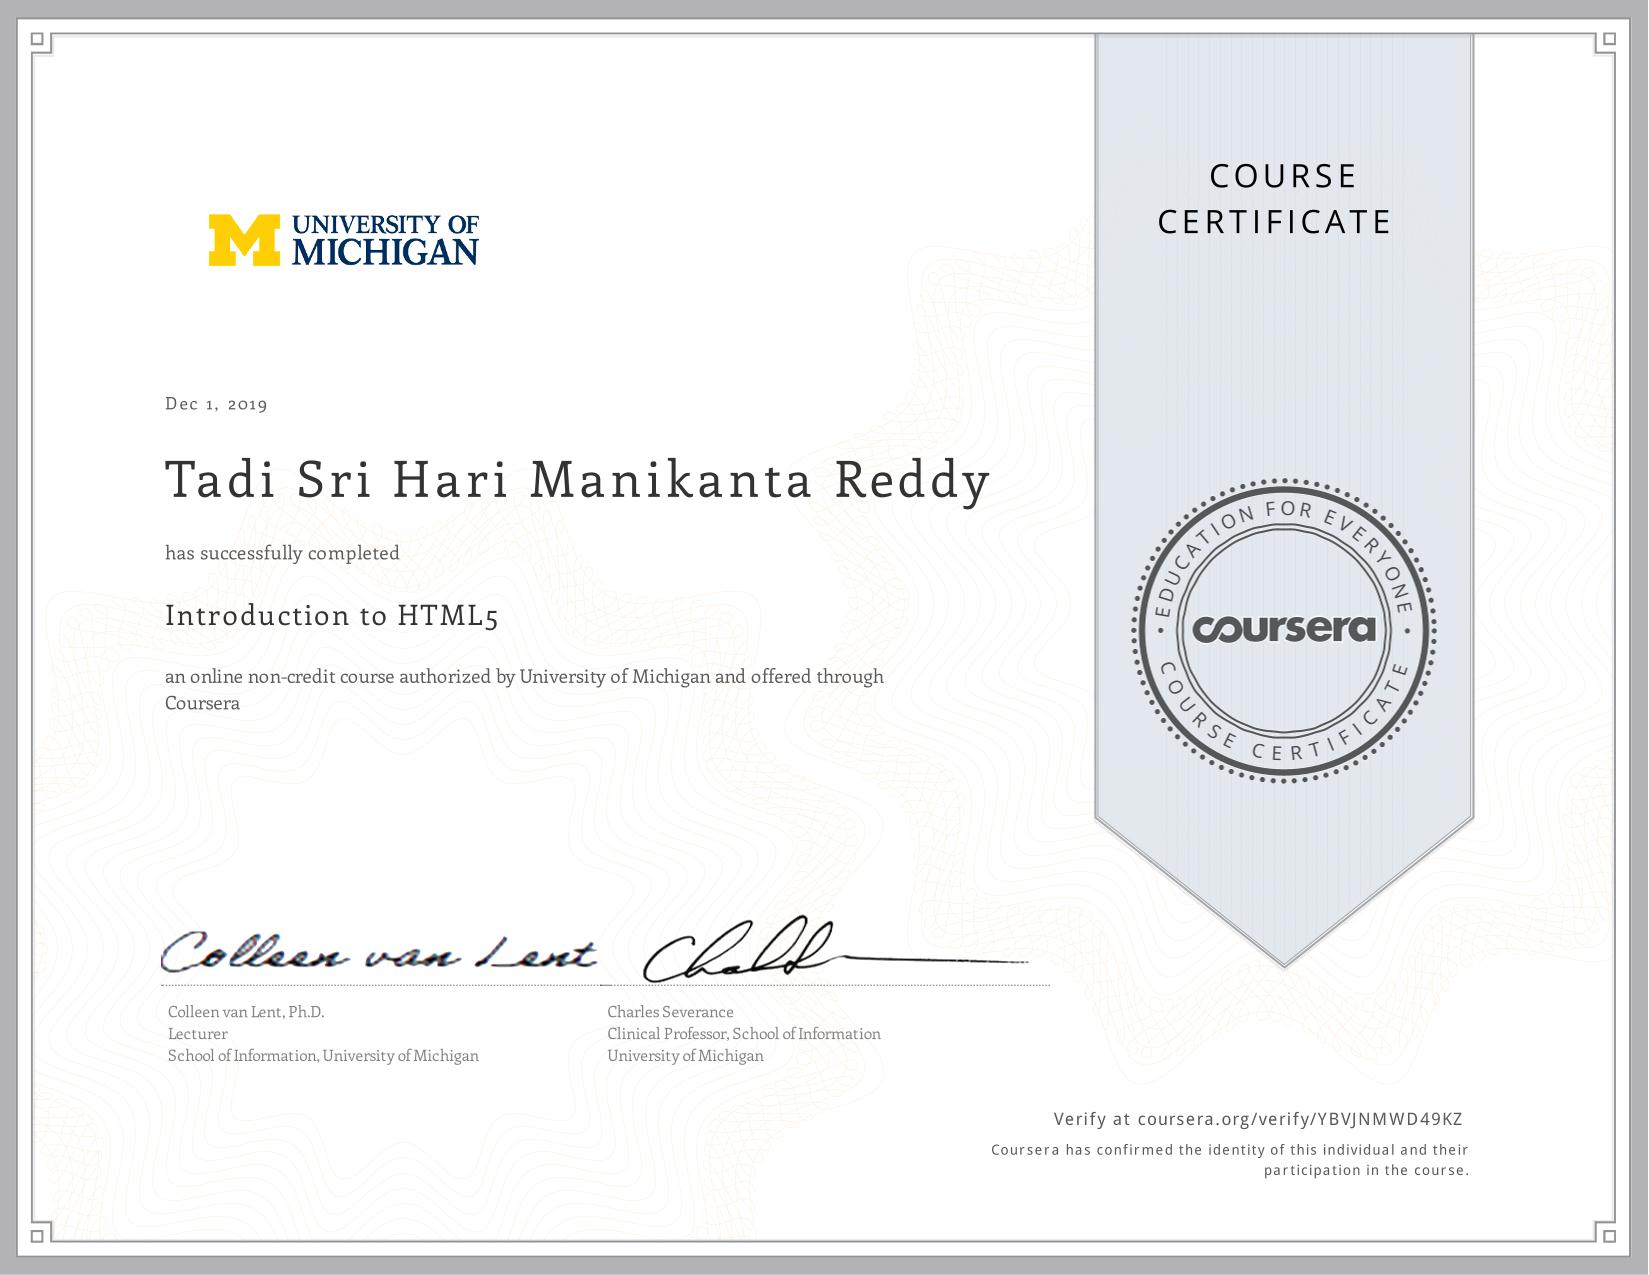 COURSE
CERTIFICATE
UNIVERSITY OF
MICHIGAN
Dec 1, 2019
Tadi Sri Hari Manikanta Reddy
has successfully completed
Introduction to HTML5
an online non-credit course authorized by University of Michigan and offered through
Coursera
EDUCATION FOR EVERYONE
coursera
COURSE CERTIFICATE
Colleen van Lent
Colleen van Lent, Ph.D.
Lecturer
School of Information, University of Michigan
Charles Severance
Clinical Professor, School of Information
University of Michigan
Verify at coursera.org/verify/YBVJNMWD49KZ
Coursera has confirmed the identity of this individual and their
participation in the course.